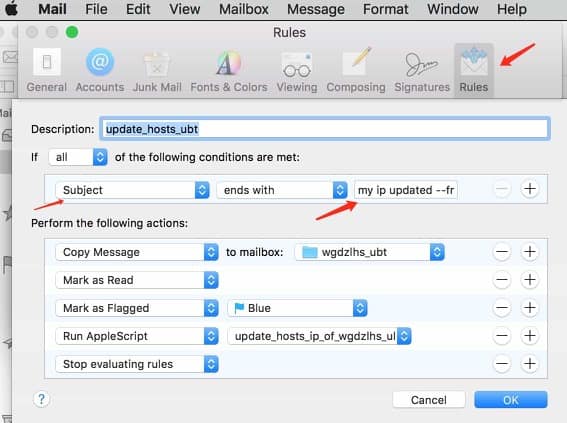 Mail File Edit View Mailbox Message Format Window Help
Rules
General Accounts Junk Mail Fonts & Colors Viewing Composing Signatures Rules
Description: update_hosts_ubt
If all of the following conditions are met:
Subject ends with my ip updated --fr
Perform the following actions:
Copy Message to mailbox: wgdzlhs_ubt
Mark as Read
Mark as Flagged Blue
Run AppleScript update_hosts_ip_of_wgdzlhs_ul
Stop evaluating rules
? Cancel OK